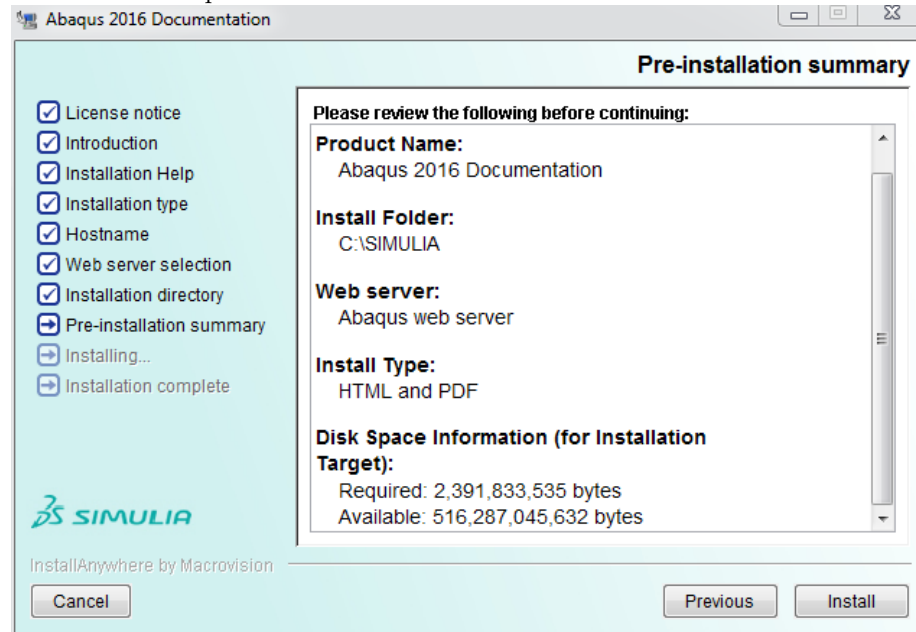 Abaqus 2016 Documentation
Pre-installation summary
License notice
Introduction
Installation Help
Installation type
Hostname
Web server selection
Installation directory
Pre-installation summary
Installing...
Installation complete
Please review the following before continuing:
Product Name:
Abaqus 2016 Documentation
Install Folder:
C:\SIMULIA
Web server:
Abaqus web server
Install Type:
HTML and PDF
Disk Space Information (for Installation
Target):
Required: 2,391,833,535 bytes
Available: 516,287,045,632 bytes
SIMULIA
InstallAnywhere by Macrovision
Cancel
Previous
Install